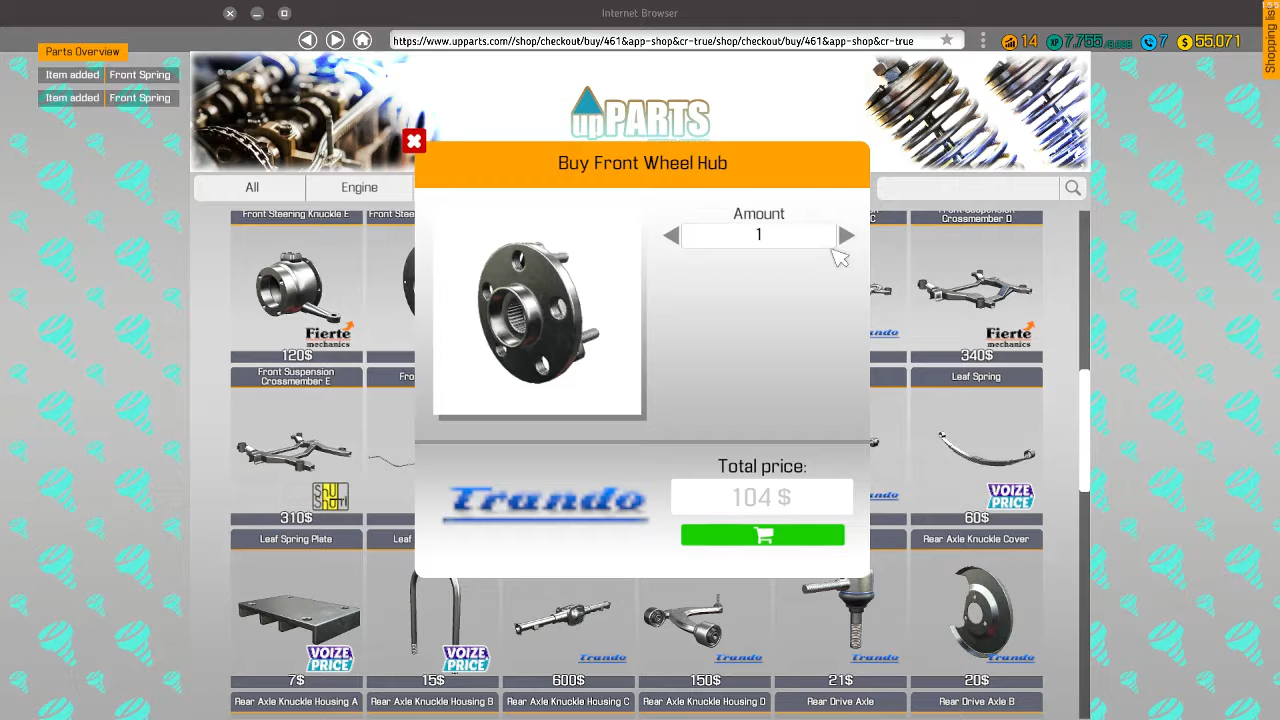 Internet Browser
Shopping list
https://www.upparts.com//shop/checkout/buy/461&app-shop&cr-true/shop/checkout/buy/461&app-shop&cr-true
14
XP 7,755
7
$ 55,071
Parts Overview
Item added Front Spring
Item added Front Spring
upPARTS
Buy Front Wheel Hub
All
Engine
Amount
1
Front Steering Knuckle E
Front Suspension
Crossmember D
Fierte
mechanics
120$
Fierte
mechanics
340$
Front Suspension
Crossmember E
Leaf Spring
310$
VOIZE
PRICE
60$
Total price:
Trando
104 $
Leaf Spring Plate
Leaf
Rear Axle Knuckle Cover
VOIZE
PRICE
7$
VOIZE
PRICE
15$
Trando
600$
Trando
150$
Trando
21$
Trando
20$
Rear Axle Knuckle Housing A
Rear Axle Knuckle Housing B
Rear Axle Knuckle Housing C
Rear Axle Knuckle Housing D
Rear Drive Axle
Rear Drive Axle B